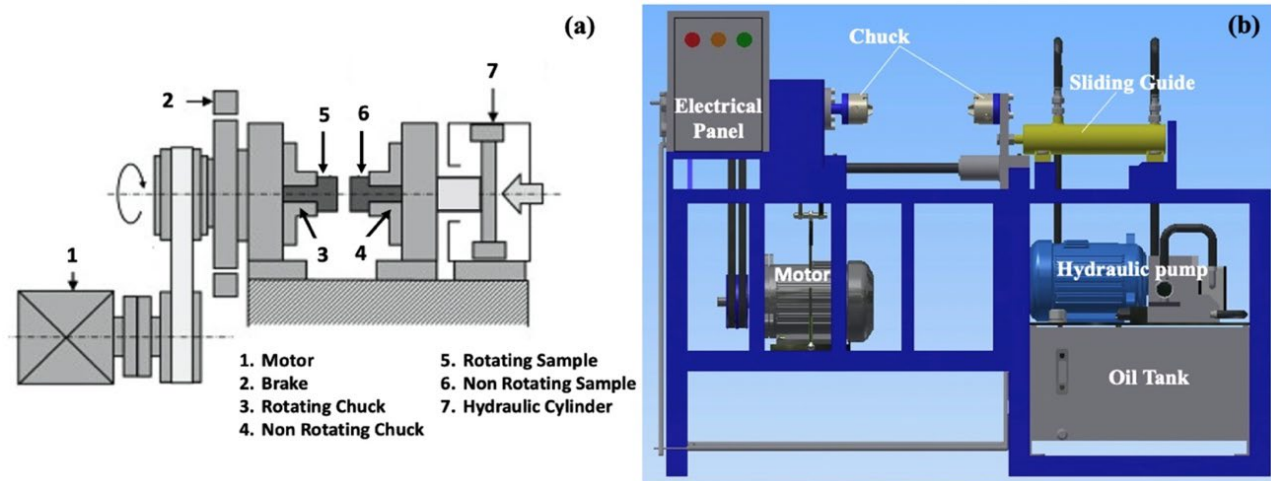 (a)
7
2
5
6
3
4
1
1. Motor
2. Brake
3. Rotating Chuck
4. Non Rotating Chuck
5. Rotating Sample
6. Non Rotating Sample
7. Hydraulic Cylinder
(b)
Chuck
Sliding Guide
Electrical
Panel
Motor
Hydraulic pump
Oil Tank